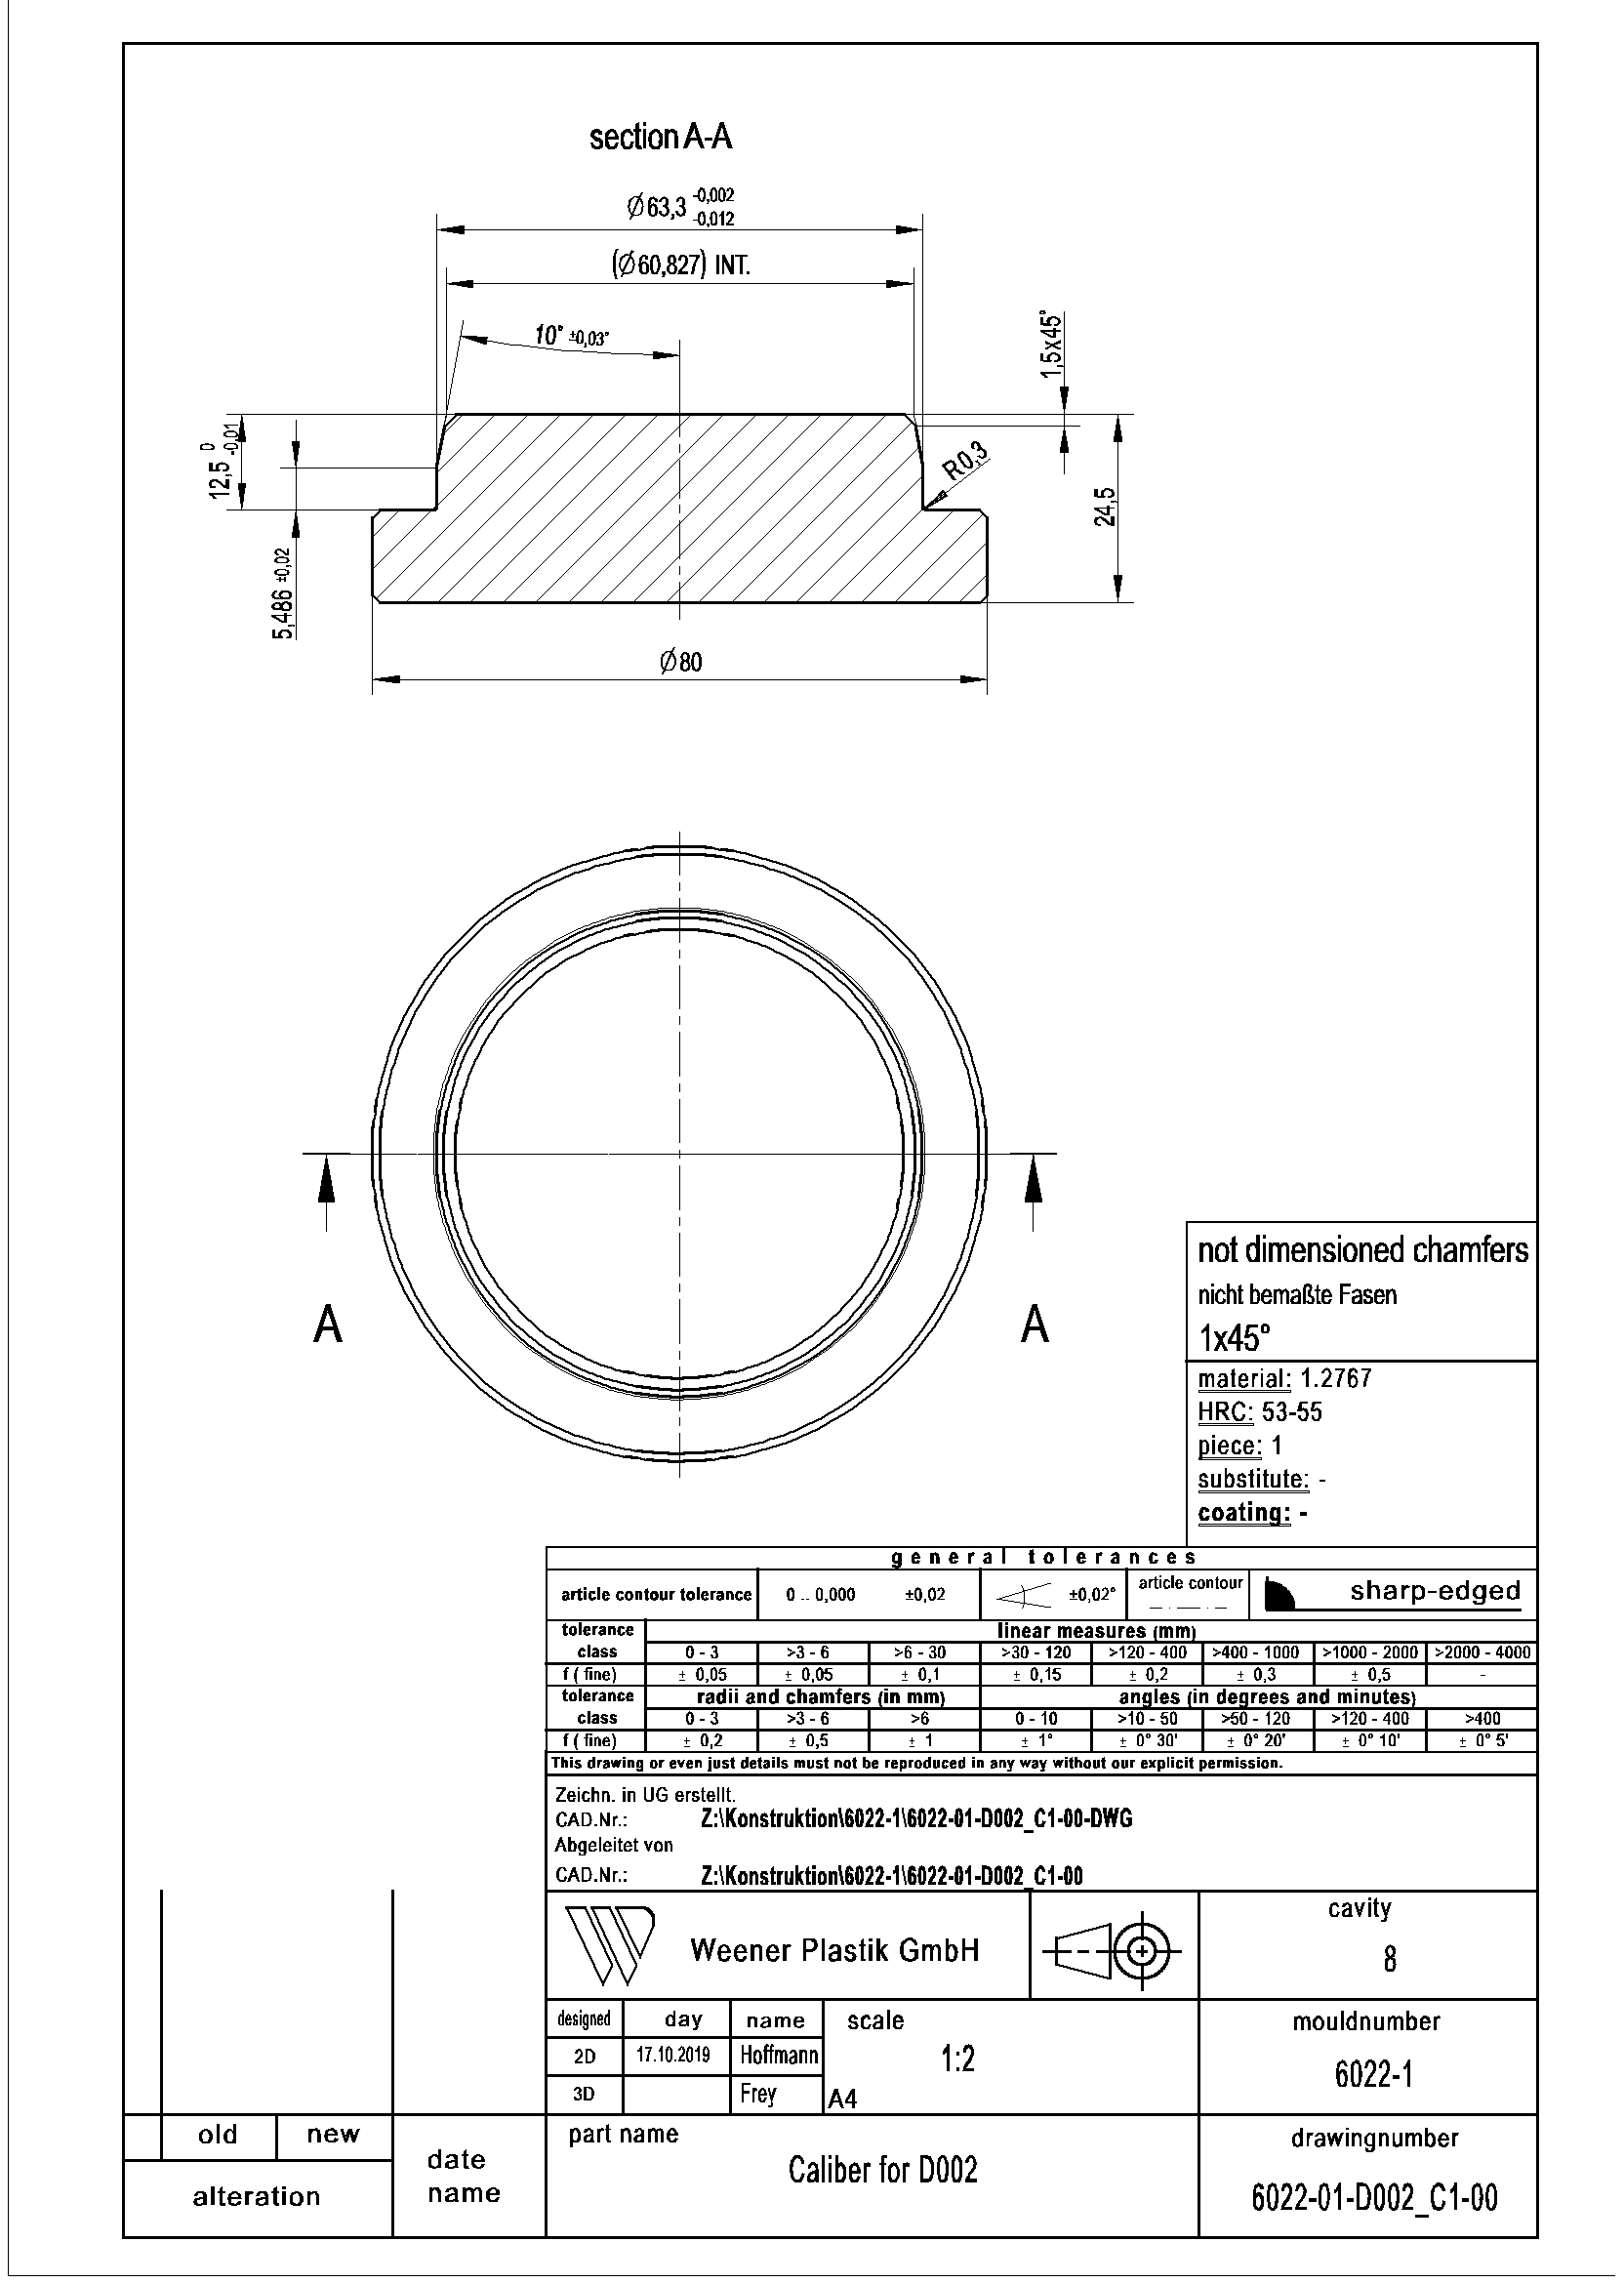 section A-A
Ø63,3 -0,002
-0,012
(Ø60,827) INT.
10° ±0,03°
1,5x45°
12,5 0
-0,01
R0,3
24,5
5,486 ±0,02
Ø80
A A
not dimensioned chamfers
nicht bemaßte Fasen
1x45°
material: 1.2767
HRC: 53-55
piece: 1
substitute: -
coating: -
general tolerances
article contour tolerance 0 .. 0,000 ±0,02 ±0,02° article contour sharp-edged
tolerance linear measures (mm)
class 0 - 3 >3 - 6 >6 - 30 >30 - 120 >120 - 400 >400 - 1000 >1000 - 2000 >2000 - 4000
f ( fine) ± 0,05 ± 0,05 ± 0,1 ± 0,15 ± 0,2 ± 0,3 ± 0,5 -
tolerance radii and chamfers (in mm) angles (in degrees and minutes)
class 0 - 3 >3 - 6 >6 0 - 10 >10 - 50 >50 - 120 >120 - 400 >400
f ( fine) ± 0,2 ± 0,5 ± 1 ± 1° ± 0° 30' ± 0° 20' ± 0° 10' ± 0° 5'
This drawing or even just details must not be reproduced in any way without our explicit permission.
Zeichn. in UG erstellt.
CAD.Nr.: Z:\Konstruktion\6022-1\6022-01-D002_C1-00-DWG
Abgeleitet von
CAD.Nr.: Z:\Konstruktion\6022-1\6022-01-D002_C1-00
Weener Plastik GmbH
cavity
8
designed day name scale
2D 17.10.2019 Hoffmann 1:2
3D Frey A4
mouldnumber
6022-1
old new
alteration
date
name
part name
Caliber for D002
drawingnumber
6022-01-D002_C1-00